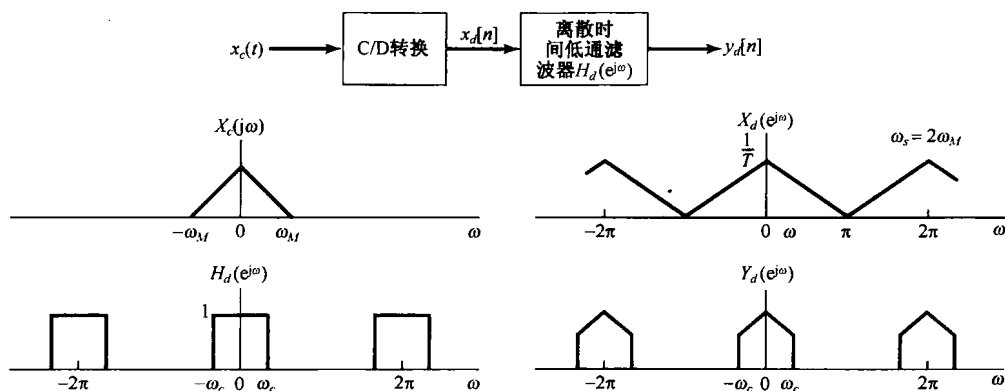 x_c(t)
C/D转换
x_d[n]
离散时
间低通滤
波器H_d(e^{jω})
y_d[n]
X_c(jω)
−ω_M 0 ω_M ω
X_d(e^{jω})
1/T
ω_s = 2ω_M
−2π 0 ω π 2π ω
H_d(e^{jω})
1
−2π −ω_c 0 ω_c 2π ω
Y_d(e^{jω})
−2π −ω_c 0 ω_c 2π ω